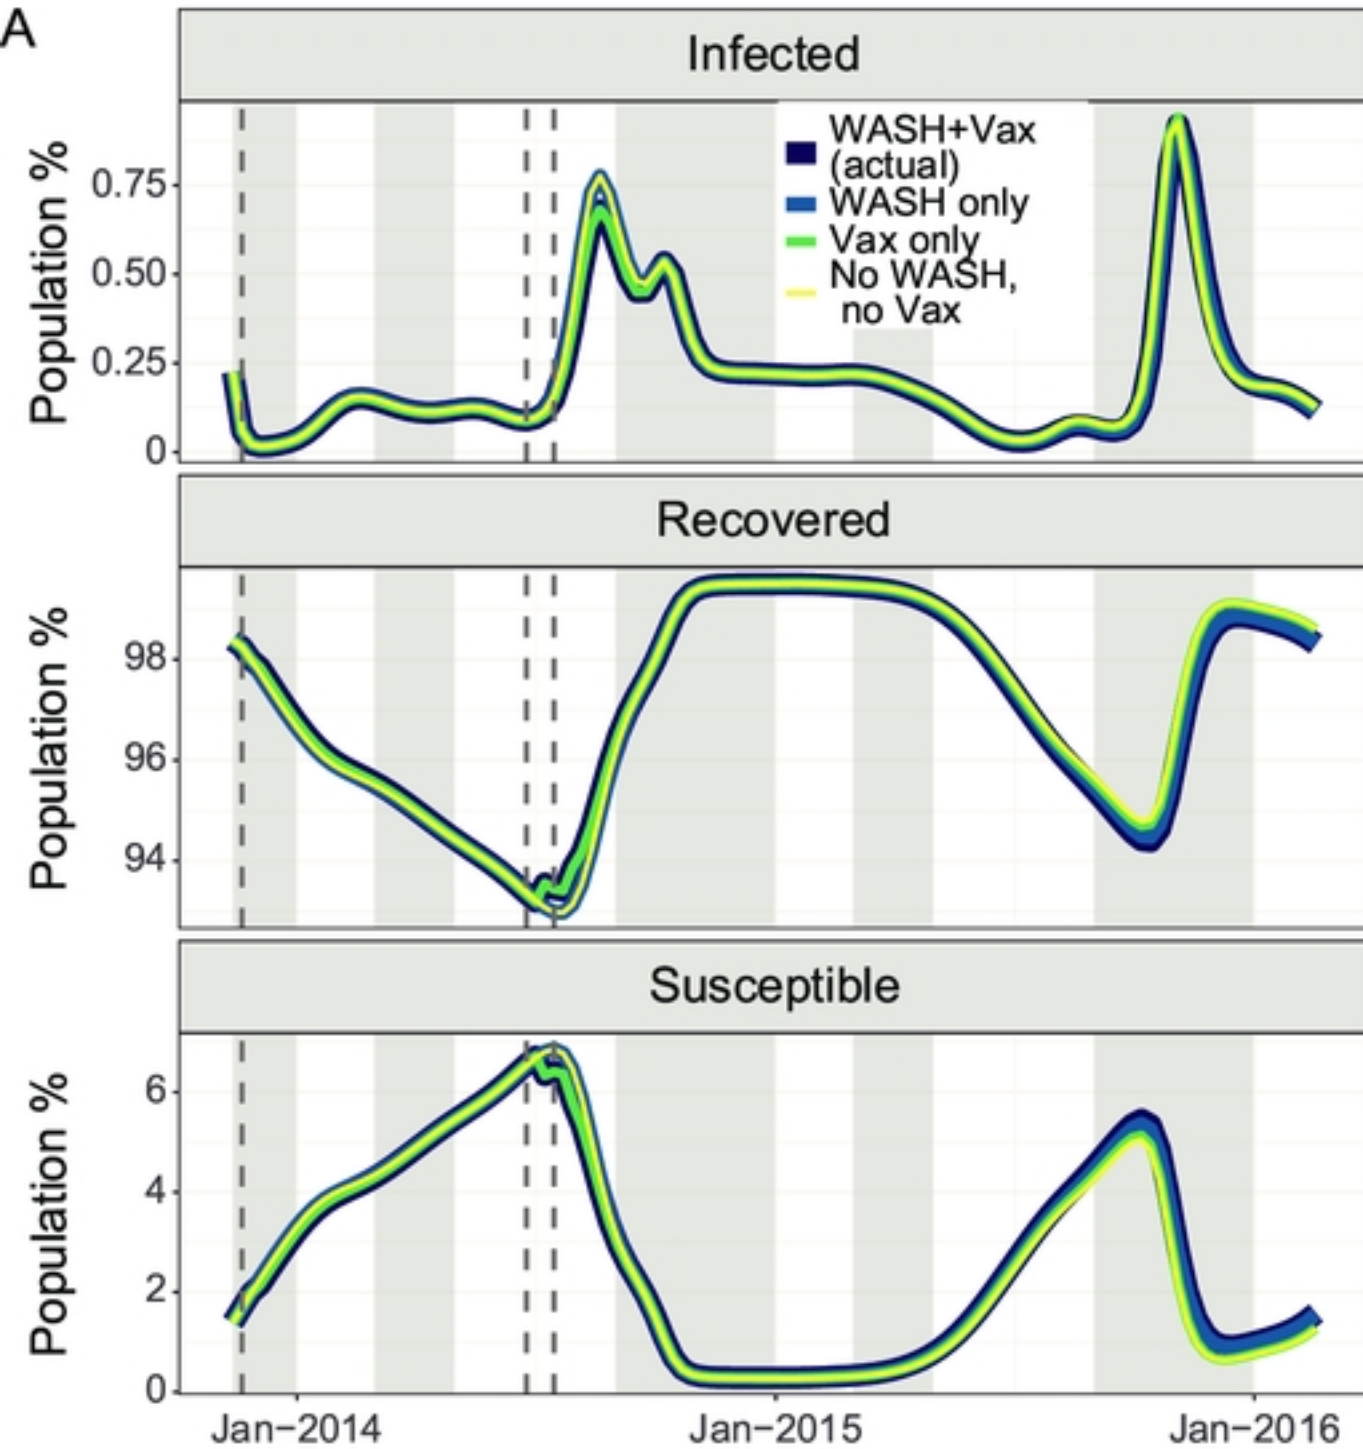 A
Infected
Population %
0.75
0.50
0.25
0
WASH+Vax
(actual)
WASH only
Vax only
No WASH,
no Vax
Recovered
Population %
98
96
94
Susceptible
Population %
6
4
2
0
Jan−2014
Jan−2015
Jan−2016